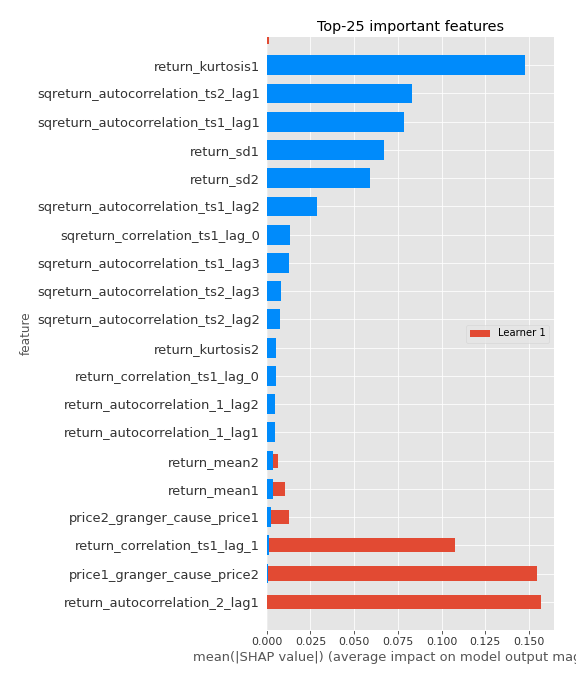 Top-25 important features
return_kurtosis1
sqreturn_autocorrelation_ts2_lag1
sqreturn_autocorrelation_ts1_lag1
return_sd1
return_sd2
sqreturn_autocorrelation_ts1_lag2
sqreturn_correlation_ts1_lag_0
sqreturn_autocorrelation_ts1_lag3
sqreturn_autocorrelation_ts2_lag3
sqreturn_autocorrelation_ts2_lag2
return_kurtosis2
return_correlation_ts1_lag_0
return_autocorrelation_1_lag2
return_autocorrelation_1_lag1
return_mean2
return_mean1
price2_granger_cause_price1
return_correlation_ts1_lag_1
price1_granger_cause_price2
return_autocorrelation_2_lag1
feature
Learner 1
0.000 0.025 0.050 0.075 0.100 0.125 0.150
mean(|SHAP value|) (average impact on model output mag